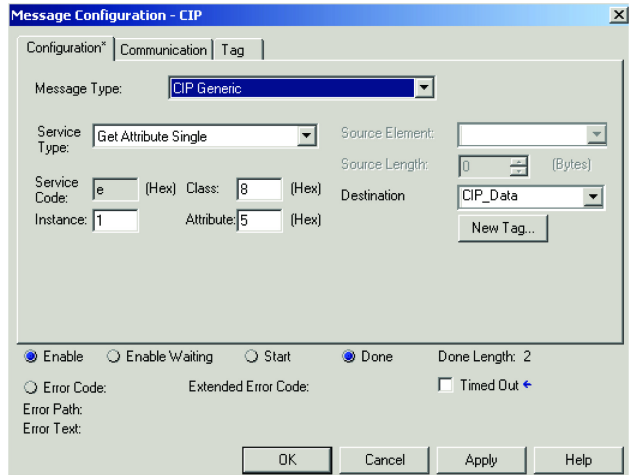 Message Configuration - CIP
Configuration* Communication Tag
Message Type: CIP Generic
Service Type: Get Attribute Single
Source Element:
Source Length: 0 (Bytes)
Service Code: e (Hex) Class: 8 (Hex)
Destination CIP_Data
Instance: 1 Attribute: 5 (Hex)
New Tag...
Enable Enable Waiting Start Done Done Length: 2
Error Code: Extended Error Code: Timed Out
Error Path:
Error Text:
OK Cancel Apply Help